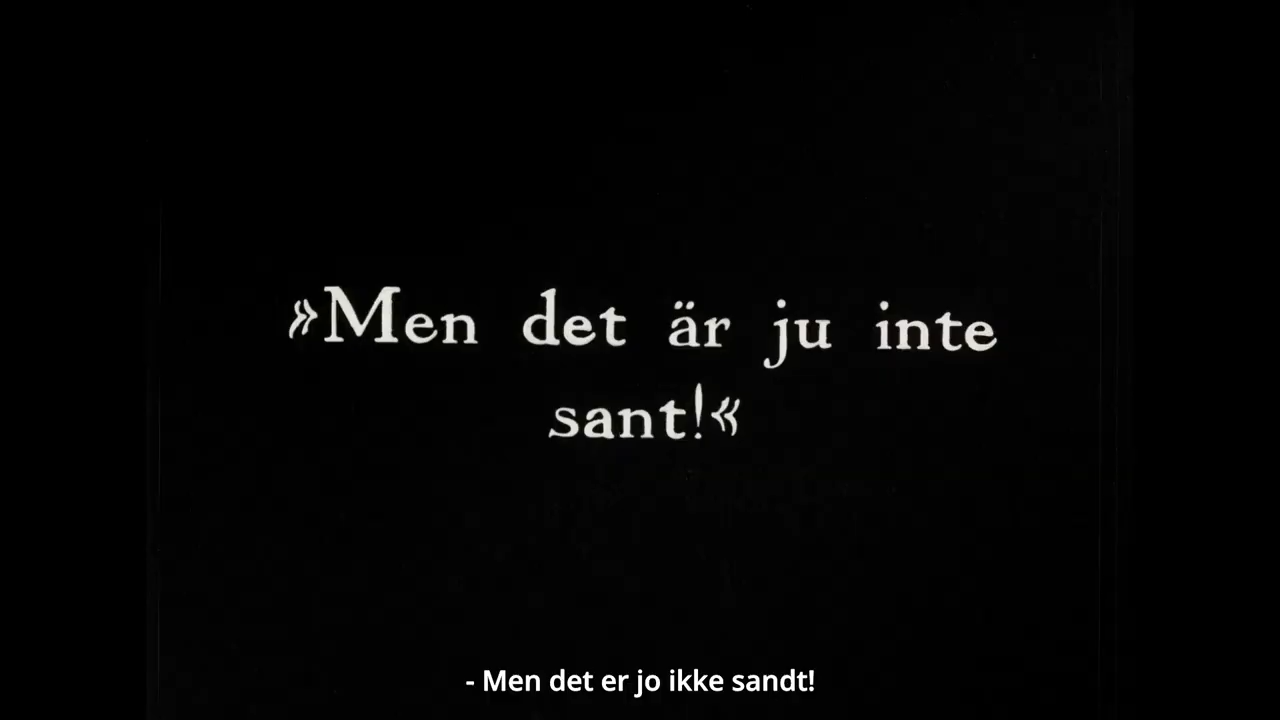 »Men det är ju inte
sant!«
- Men det er jo ikke sandt!